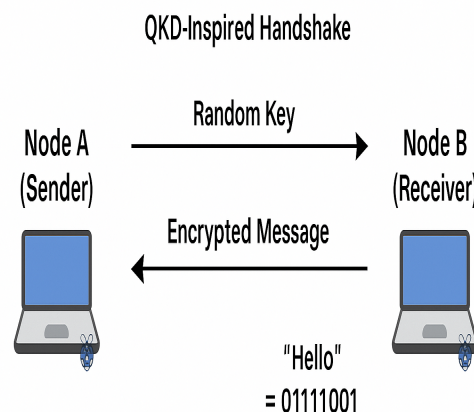 QKD-Inspired Handshake
Random Key
Node A
(Sender)
Node B
(Receiver)
Encrypted Message
“Hello”
= 01111001